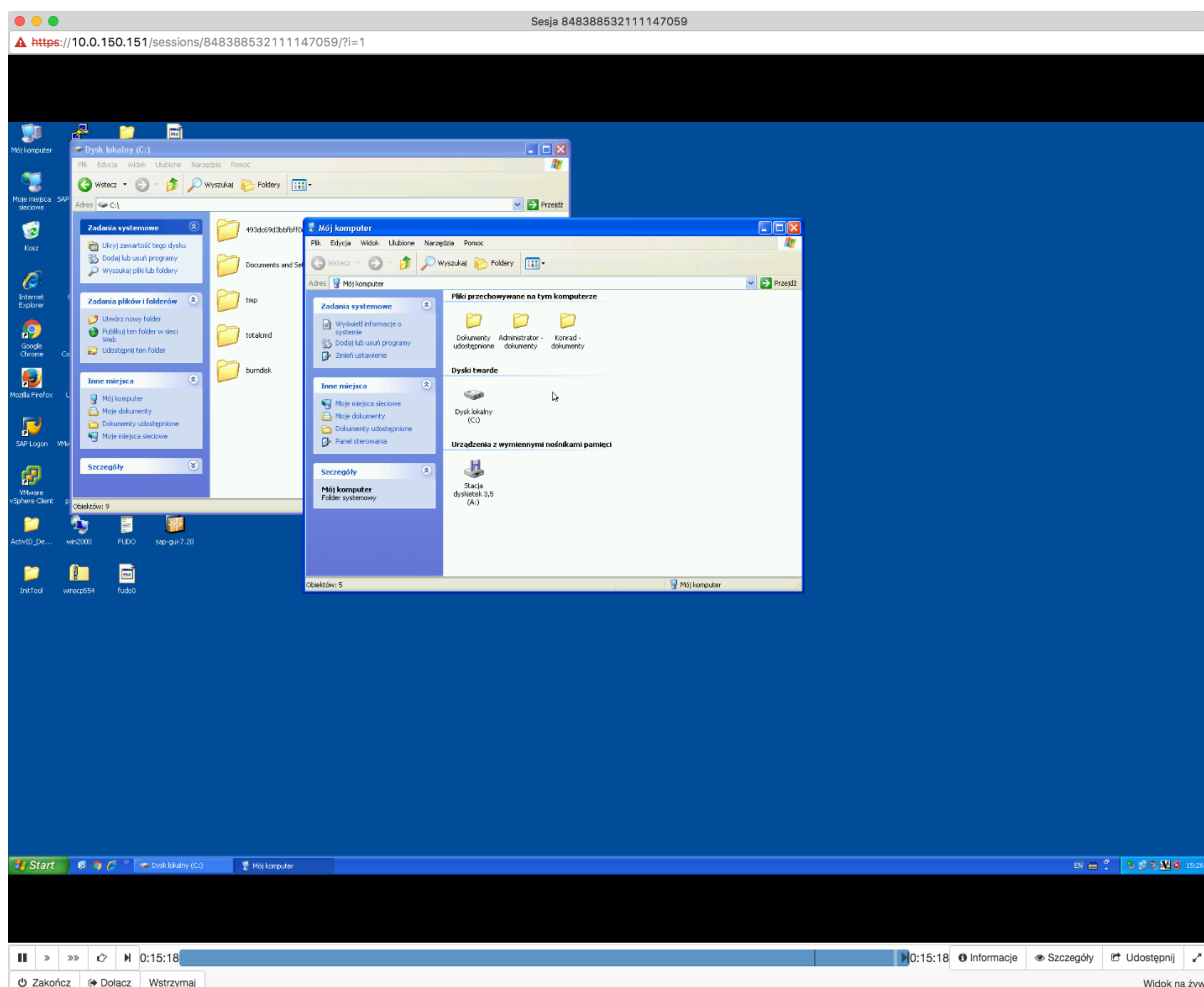 Sesja 848388532111147059
https://10.0.150.151/sessions/848388532111147059/?i=1
Mój komputer
Moje miejsca sieciowe
SAP
Kosz
Internet Explorer
Google Chrome
Mozilla Firefox
SAP Logon
VMware vSphere Client
ActivID_De...
win2000
FUDO
sap-gui-7.20
InitTool
winscp554
fudo0
Dysk lokalny (C:)
Plik Edycja Widok Ulubione Narzędzia Pomoc
Wstecz
Wyszukaj
Foldery
Adres C:\
Przejdź
Zadania systemowe
Ukryj zawartość tego dysku
Dodaj lub usuń programy
Wyszukaj pliki lub foldery
Zadania plików i folderów
Utwórz nowy folder
Publikuj ten folder w sieci Web
Udostępnij ten folder
Inne miejsca
Mój komputer
Moje dokumenty
Dokumenty udostępnione
Moje miejsca sieciowe
Szczegóły
Documents and Set
tmp
totalcmd
burndisk
Obiektów: 9
Mój komputer
Plik Edycja Widok Ulubione Narzędzia Pomoc
Wstecz
Wyszukaj
Foldery
Adres Mój komputer
Przejdź
Zadania systemowe
Wyświetl informacje o systemie
Dodaj lub usuń programy
Zmień ustawienie
Inne miejsca
Moje miejsca sieciowe
Moje dokumenty
Dokumenty udostępnione
Panel sterowania
Szczegóły
Mój komputer
Folder systemowy
Pliki przechowywane na tym komputerze
Dokumenty udostępnione
Administrator - dokumenty
Konrad - dokumenty
Dyski twarde
Dysk lokalny (C:)
Urządzenia z wymiennymi nośnikami pamięci
Stacja dyskietek 3,5 (A:)
Obiektów: 5
Mój komputer
Start
Dysk lokalny (C:)
Mój komputer
EN
15:26
0:15:18
0:15:18
Informacje
Szczegóły
Udostępnij
Zakończ
Dołącz
Wstrzymaj
Widok na żyw